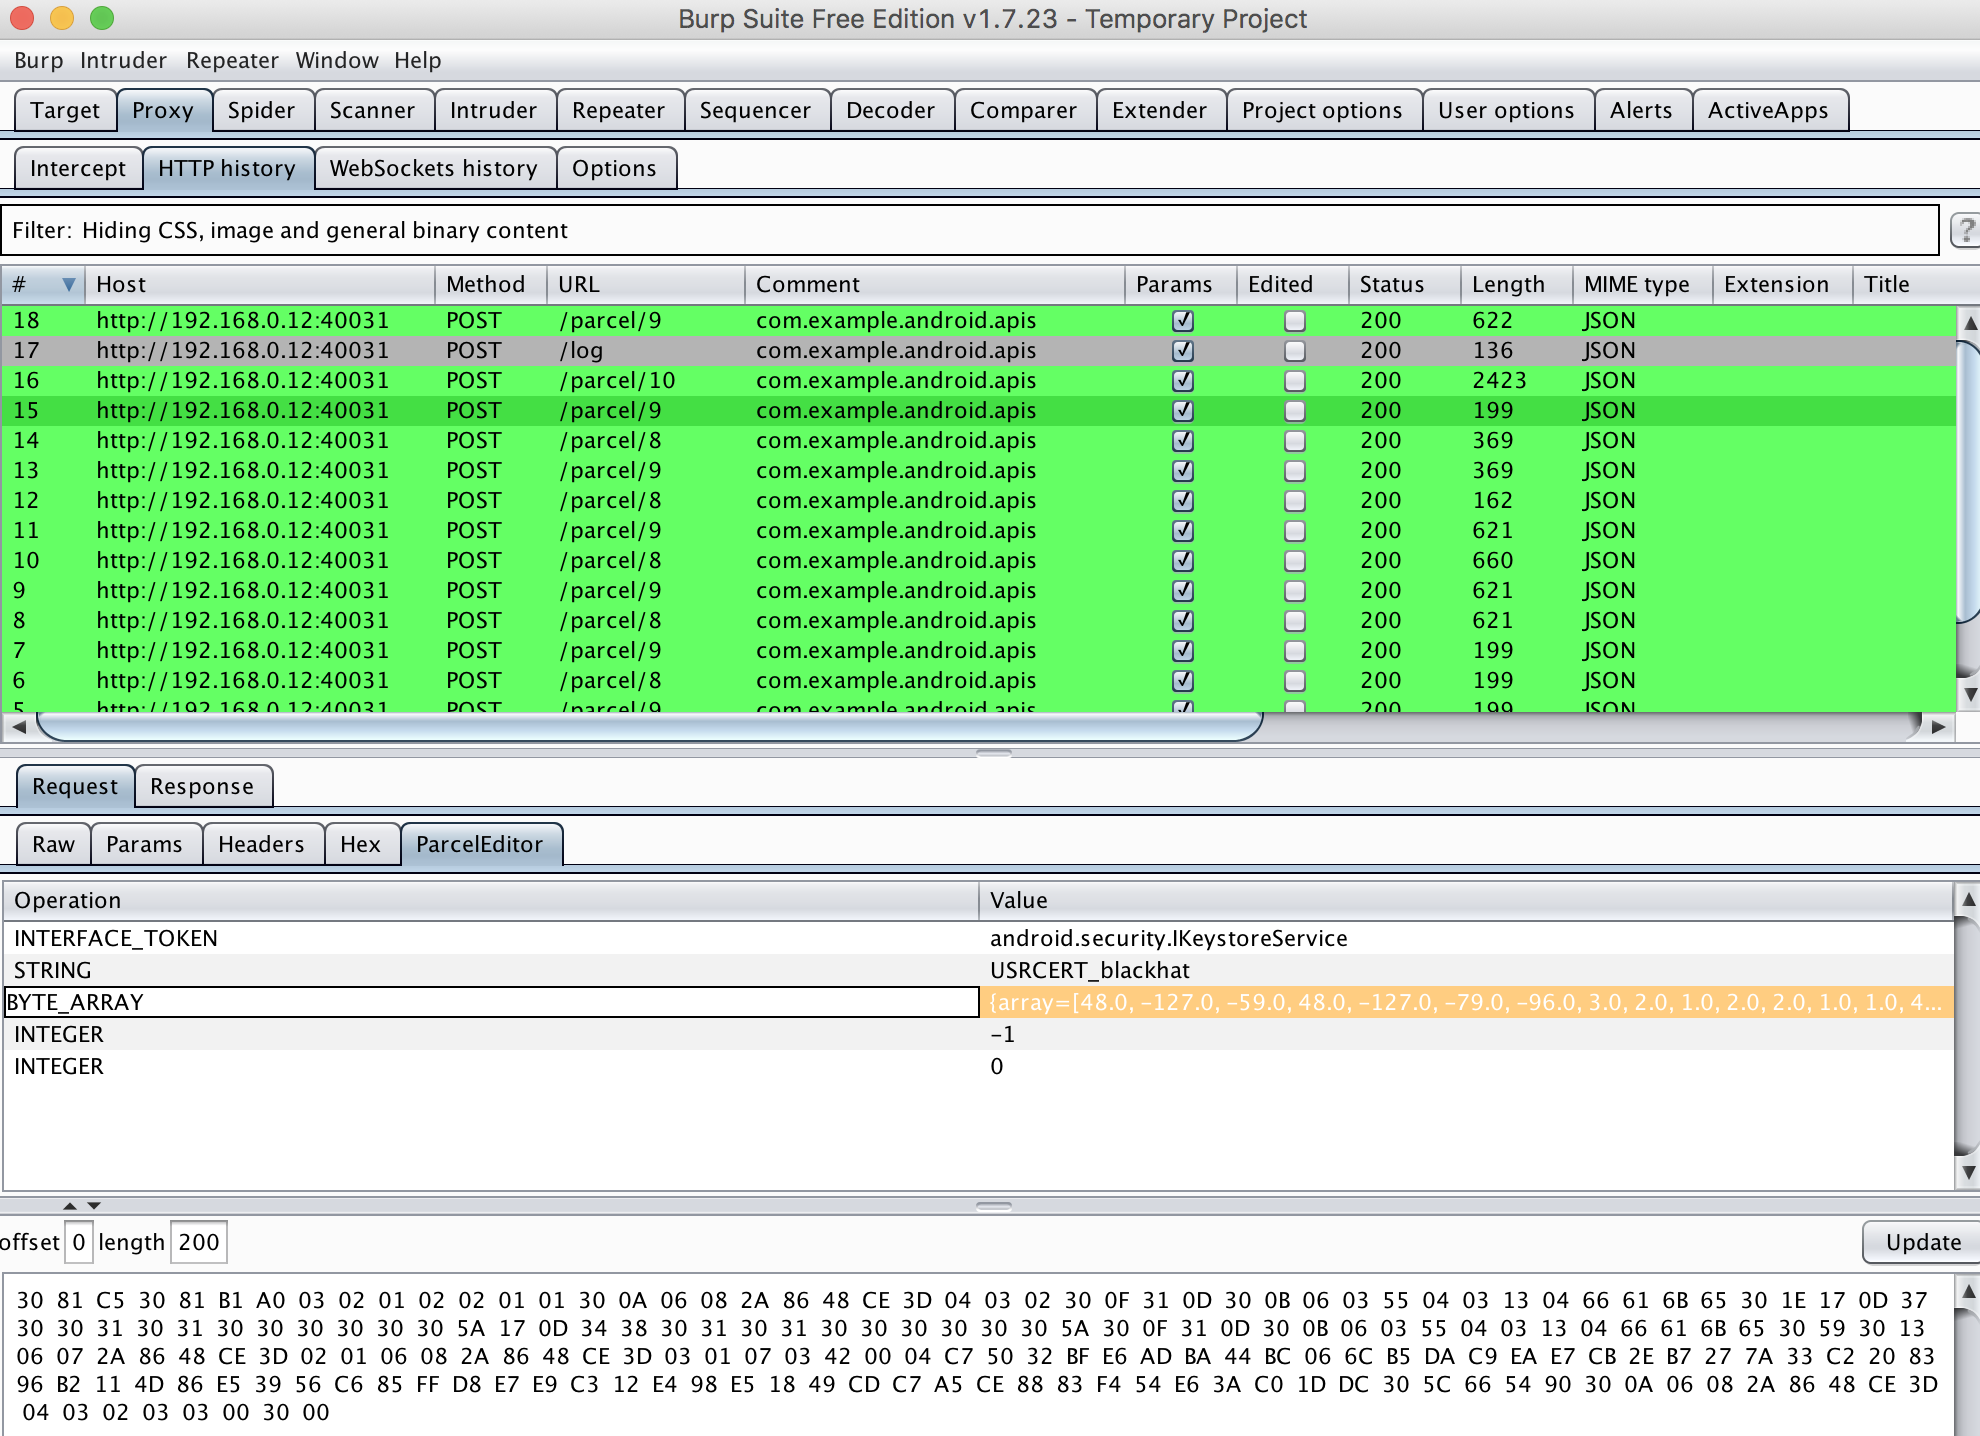 Burp Suite Free Edition v1.7.23 - Temporary Project
Burp Intruder Repeater Window Help
Target Proxy Spider Scanner Intruder Repeater Sequencer Decoder Comparer Extender Project options User options Alerts ActiveApps
Intercept HTTP history WebSockets history Options
Filter: Hiding CSS, image and general binary content ?
# Host Method URL Comment Params Edited Status Length MIME type Extension Title
18 http://192.168.0.12:40031 POST /parcel/9 com.example.android.apis 200 622 JSON
17 http://192.168.0.12:40031 POST /log com.example.android.apis 200 136 JSON
16 http://192.168.0.12:40031 POST /parcel/10 com.example.android.apis 200 2423 JSON
15 http://192.168.0.12:40031 POST /parcel/9 com.example.android.apis 200 199 JSON
14 http://192.168.0.12:40031 POST /parcel/8 com.example.android.apis 200 369 JSON
13 http://192.168.0.12:40031 POST /parcel/9 com.example.android.apis 200 369 JSON
12 http://192.168.0.12:40031 POST /parcel/8 com.example.android.apis 200 162 JSON
11 http://192.168.0.12:40031 POST /parcel/9 com.example.android.apis 200 621 JSON
10 http://192.168.0.12:40031 POST /parcel/8 com.example.android.apis 200 660 JSON
9 http://192.168.0.12:40031 POST /parcel/9 com.example.android.apis 200 621 JSON
8 http://192.168.0.12:40031 POST /parcel/8 com.example.android.apis 200 621 JSON
7 http://192.168.0.12:40031 POST /parcel/9 com.example.android.apis 200 199 JSON
6 http://192.168.0.12:40031 POST /parcel/8 com.example.android.apis 200 199 JSON
5 http://192.168.0.12:40031 POST /parcel/9 com.example.android.apis 200 199 JSON
Request Response
Raw Params Headers Hex ParcelEditor
Operation Value
INTERFACE_TOKEN android.security.IKeystoreService
STRING USRCERT_blackhat
BYTE_ARRAY {array=[48.0, -127.0, -59.0, 48.0, -127.0, -79.0, -96.0, 3.0, 2.0, 1.0, 2.0, 2.0, 1.0, 1.0, 4...
INTEGER -1
INTEGER 0
offset 0 length 200 Update
30 81 C5 30 81 B1 A0 03 02 01 02 02 01 01 30 0A 06 08 2A 86 48 CE 3D 04 03 02 30 0F 31 0D 30 0B 06 03 55 04 03 13 04 66 61 6B 65 30 1E 17 0D 37
30 30 31 30 31 30 30 30 30 30 30 5A 17 0D 34 38 30 31 30 31 30 30 30 30 30 30 5A 30 0F 31 0D 30 0B 06 03 55 04 03 13 04 66 61 6B 65 30 59 30 13
06 07 2A 86 48 CE 3D 02 01 06 08 2A 86 48 CE 3D 03 01 07 03 42 00 04 C7 50 32 BF E6 AD BA 44 BC 06 6C B5 DA C9 EA E7 CB 2E B7 27 7A 33 C2 20 83
96 B2 11 4D 86 E5 39 56 C6 85 FF D8 E7 E9 C3 12 E4 98 E5 18 49 CD C7 A5 CE 88 83 F4 54 E6 3A C0 1D DC 30 5C 66 54 90 30 0A 06 08 2A 86 48 CE 3D
04 03 02 03 03 00 30 00